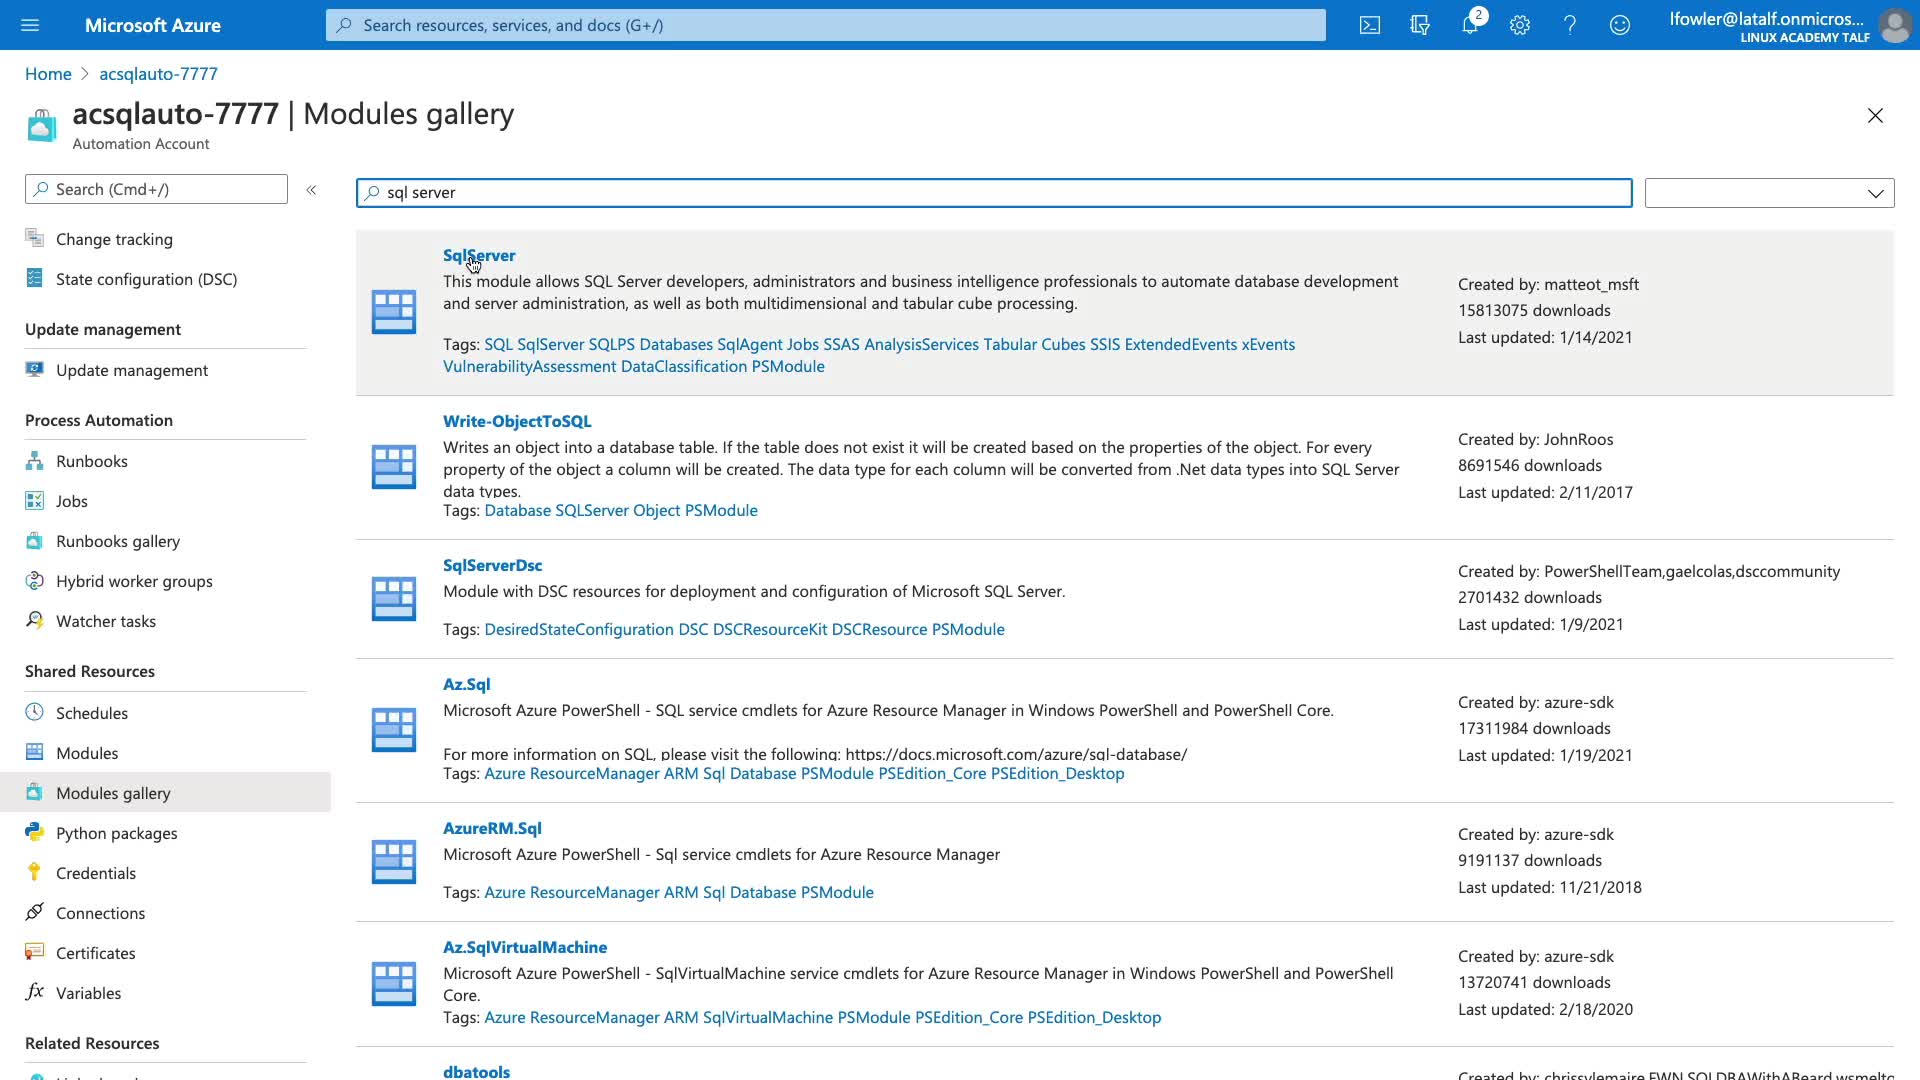 Microsoft Azure
Search resources, services, and docs (G+/)
2
lfowler@latalf.onmicros...
LINUX ACADEMY TALF
Home > acsqlauto-7777
acsqlauto-7777 | Modules gallery
Automation Account
Search (Cmd+/)
«
Change tracking
State configuration (DSC)
Update management
Update management
Process Automation
Runbooks
Jobs
Runbooks gallery
Hybrid worker groups
Watcher tasks
Shared Resources
Schedules
Modules
Modules gallery
Python packages
Credentials
Connections
Certificates
Variables
Related Resources
sql server
SqlServer
This module allows SQL Server developers, administrators and business intelligence professionals to automate database development
and server administration, as well as both multidimensional and tabular cube processing.
Tags: SQL SqlServer SQLPS Databases SqlAgent Jobs SSAS AnalysisServices Tabular Cubes SSIS ExtendedEvents xEvents
VulnerabilityAssessment DataClassification PSModule
Created by: matteot_msft
15813075 downloads
Last updated: 1/14/2021
Write-ObjectToSQL
Writes an object into a database table. If the table does not exist it will be created based on the properties of the object. For every
property of the object a column will be created. The data type for each column will be converted from .Net data types into SQL Server
data types.
Tags: Database SQLServer Object PSModule
Created by: JohnRoos
8691546 downloads
Last updated: 2/11/2017
SqlServerDsc
Module with DSC resources for deployment and configuration of Microsoft SQL Server.
Tags: DesiredStateConfiguration DSC DSCResourceKit DSCResource PSModule
Created by: PowerShellTeam,gaelcolas,dsccommunity
2701432 downloads
Last updated: 1/9/2021
Az.Sql
Microsoft Azure PowerShell - SQL service cmdlets for Azure Resource Manager in Windows PowerShell and PowerShell Core.
For more information on SQL, please visit the following: https://docs.microsoft.com/azure/sql-database/
Tags: Azure ResourceManager ARM Sql Database PSModule PSEdition_Core PSEdition_Desktop
Created by: azure-sdk
17311984 downloads
Last updated: 1/19/2021
AzureRM.Sql
Microsoft Azure PowerShell - Sql service cmdlets for Azure Resource Manager
Tags: Azure ResourceManager ARM Sql Database PSModule
Created by: azure-sdk
9191137 downloads
Last updated: 11/21/2018
Az.SqlVirtualMachine
Microsoft Azure PowerShell - SqlVirtualMachine service cmdlets for Azure Resource Manager in Windows PowerShell and PowerShell
Core.
Tags: Azure ResourceManager ARM SqlVirtualMachine PSModule PSEdition_Core PSEdition_Desktop
Created by: azure-sdk
13720741 downloads
Last updated: 2/18/2020
dbatools
Created by: chrissylemaire